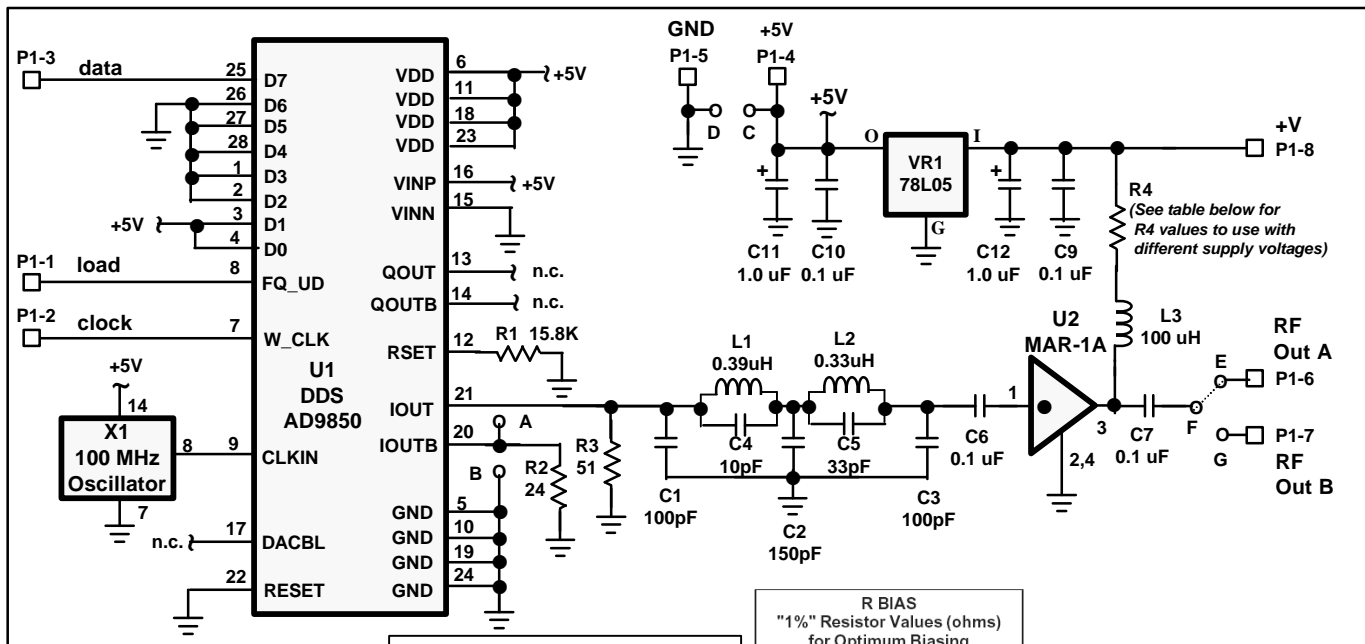 P1-3
data
25
D7
26
D6
27
D5
28
D4
1
D3
2
D2
+5V
3
D1
4
D0
P1-1
load
8
FQ_UD
P1-2
clock
7
W_CLK
+5V
14
X1
100 MHz
Oscillator
8
9
CLKIN
7
n.c.
17
DACBL
22
RESET
U1
DDS
AD9850
VDD
6
+5V
VDD
11
VDD
18
VDD
23
VINP
16
+5V
VINN
15
QOUT
13
n.c.
QOUTB
14
n.c.
RSET
12
R1 15.8K
IOUT
21
IOUTB
20
A
B
R2
24
GND
5
GND
10
GND
19
GND
24
R3
51
C1
100pF
L1
0.39uH
C4
10pF
L2
0.33uH
C5
33pF
C2
150pF
C3
100pF
C6
0.1 uF
1
U2
MAR-1A
3
2,4
C7
0.1 uF
L3
100 uH
RF
Out A
E
P1-6
F
G
P1-7
RF
Out B
GND
P1-5
D
+5V
P1-4
C
+5V
O
I
VR1
78L05
G
+
C11
1.0 uF
C10
0.1 uF
+
C12
1.0 uF
C9
0.1 uF
+V
P1-8
R4
(See table below for
R4 values to use with
different supply voltages)
R BIAS
"1%" Resistor Values (ohms)
for Optimum Biasing